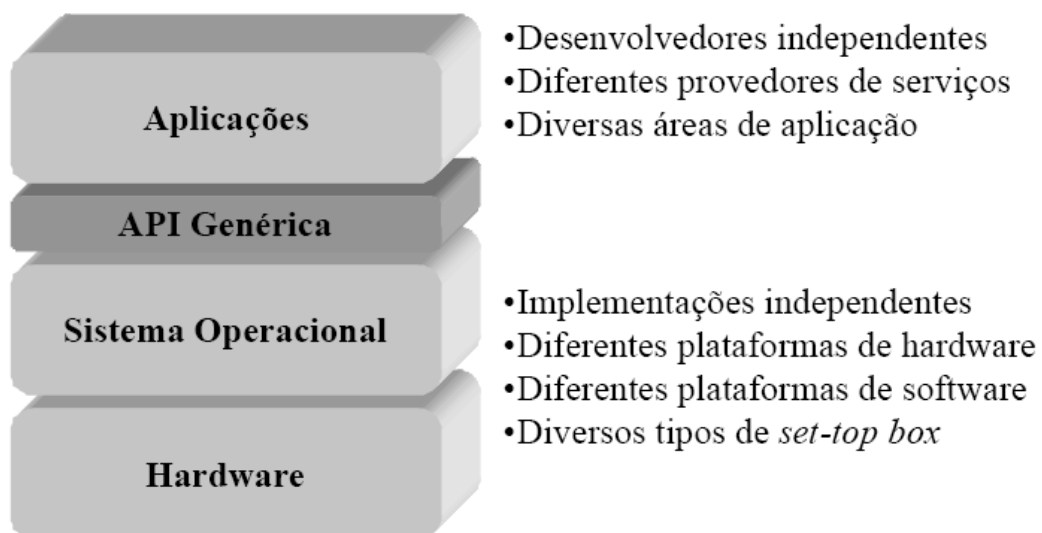 Aplicações
•Desenvolvedores independentes
•Diferentes provedores de serviços
•Diversas áreas de aplicação
API Genérica
Sistema Operacional
Hardware
•Implementações independentes
•Diferentes plataformas de hardware
•Diferentes plataformas de software
•Diversos tipos de set-top box